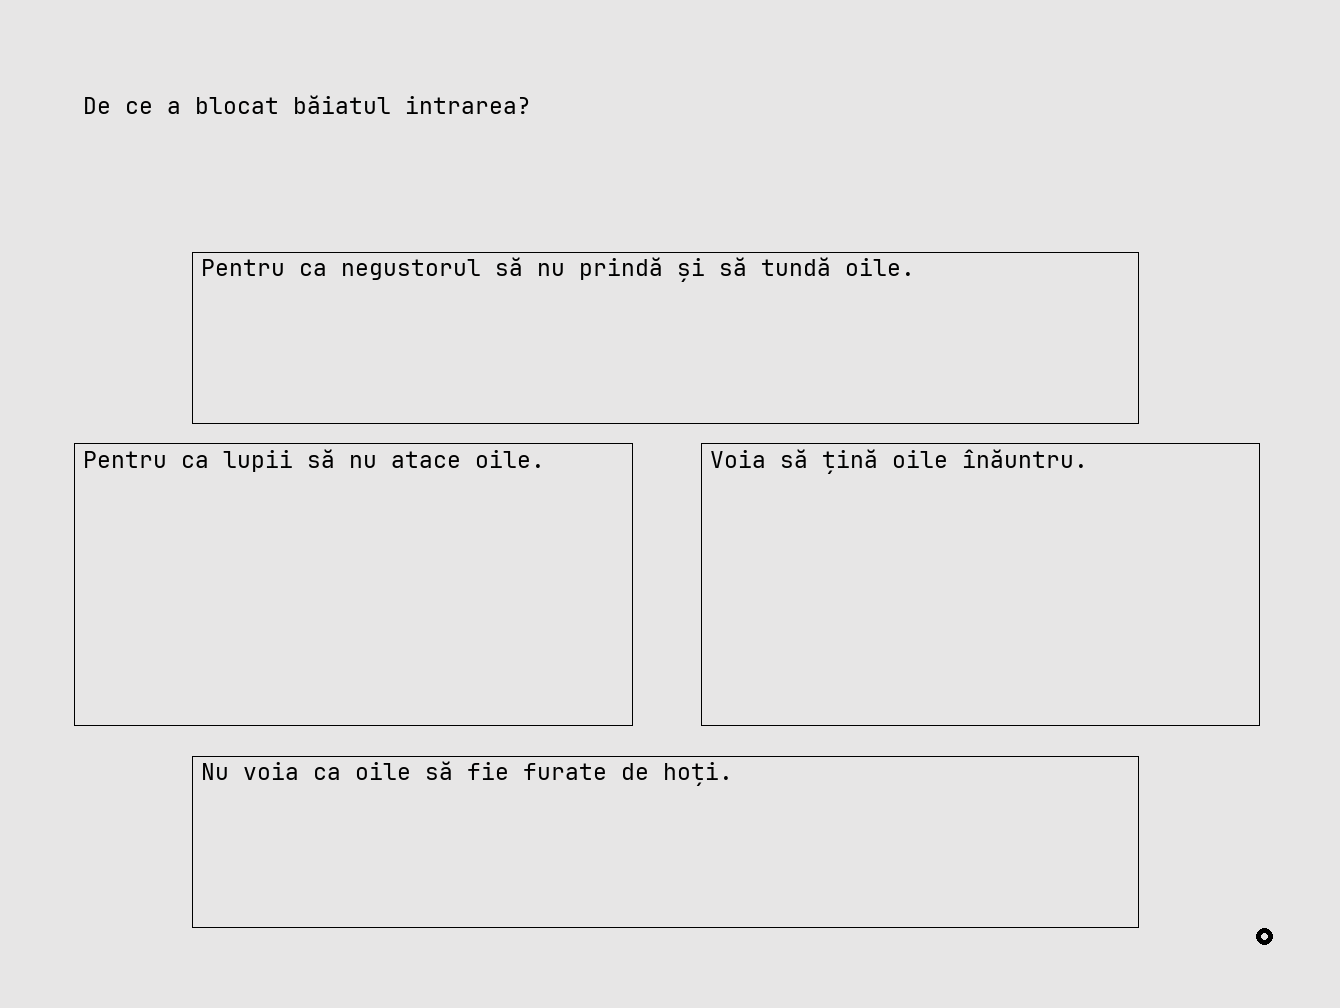 De ce a blocat băiatul intrarea?
Pentru ca negustorul să nu prindă și să tundă oile.
Pentru ca lupii să nu atace oile.
Voia să țină oile înăuntru.
Nu voia ca oile să fie furate de hoți.